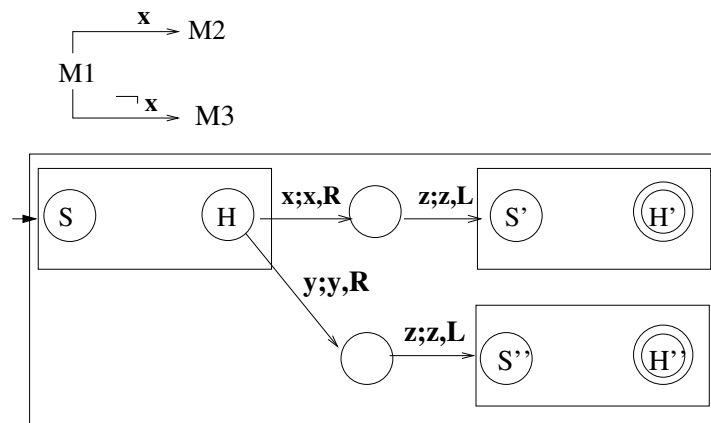 x
M2
M1
¬x
M3
S
H
x;x,R
z;z,L
S'
H'
y;y,R
z;z,L
S''
H''